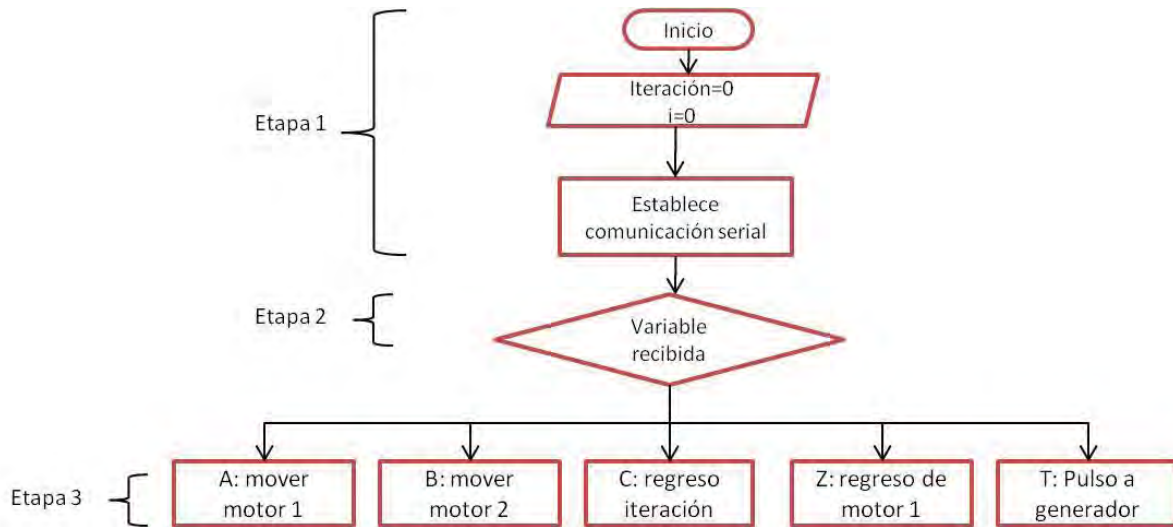 Inicio
Iteración=0
i=0
Etapa 1
Establece
comunicación serial
Etapa 2
Variable
recibida
Etapa 3
A: mover
motor 1
B: mover
motor 2
C: regreso
iteración
Z: regreso de
motor 1
T: Pulso a
generador